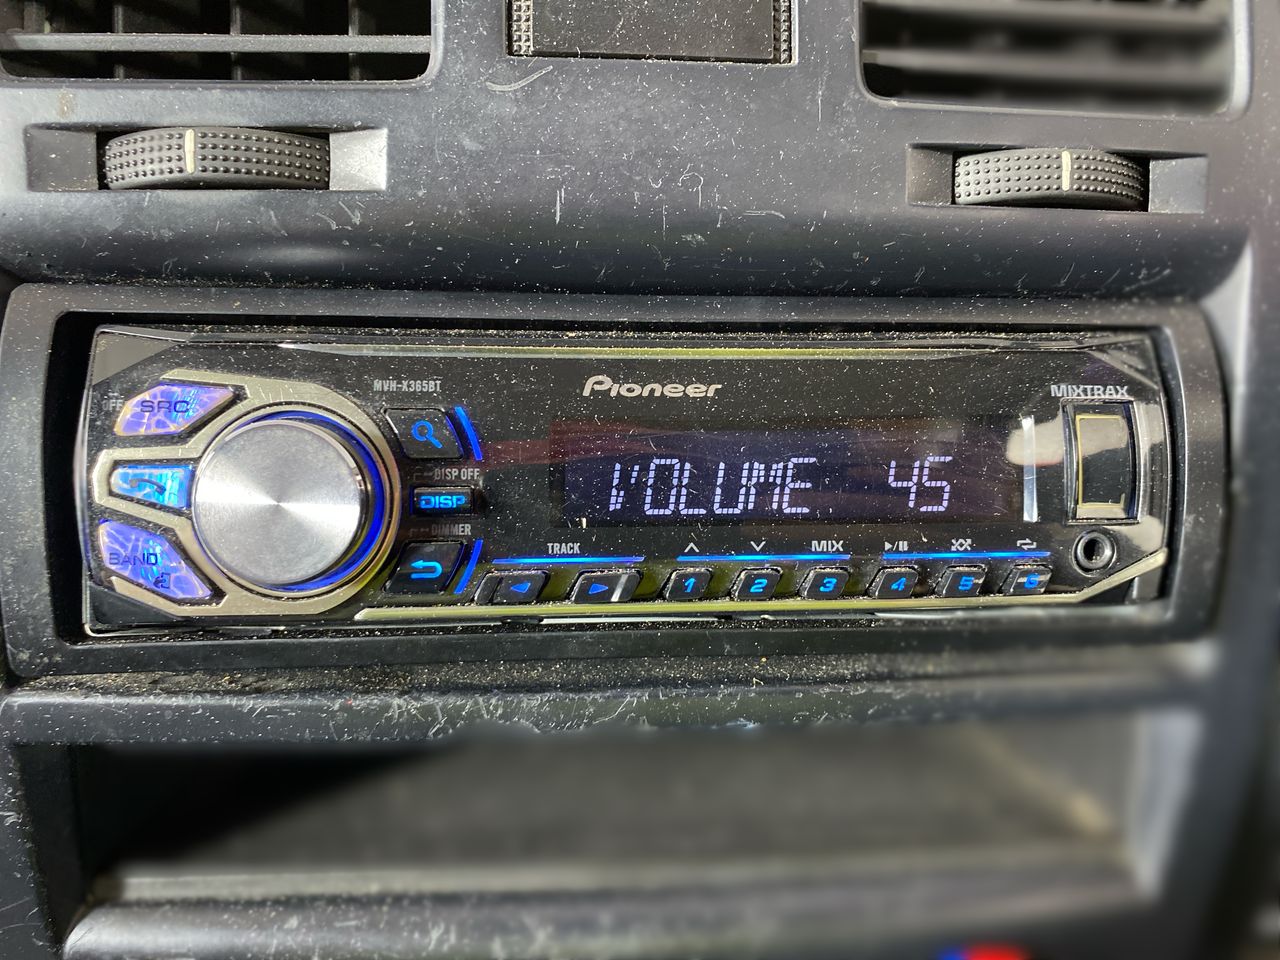 MVH-X365BT
Pioneer
MIXTRAX
OFF
SRC
DISP OFF
DISP
DIMMER
BAND
VOLUME 45
TRACK
MIX
1 2 3 4 5 6